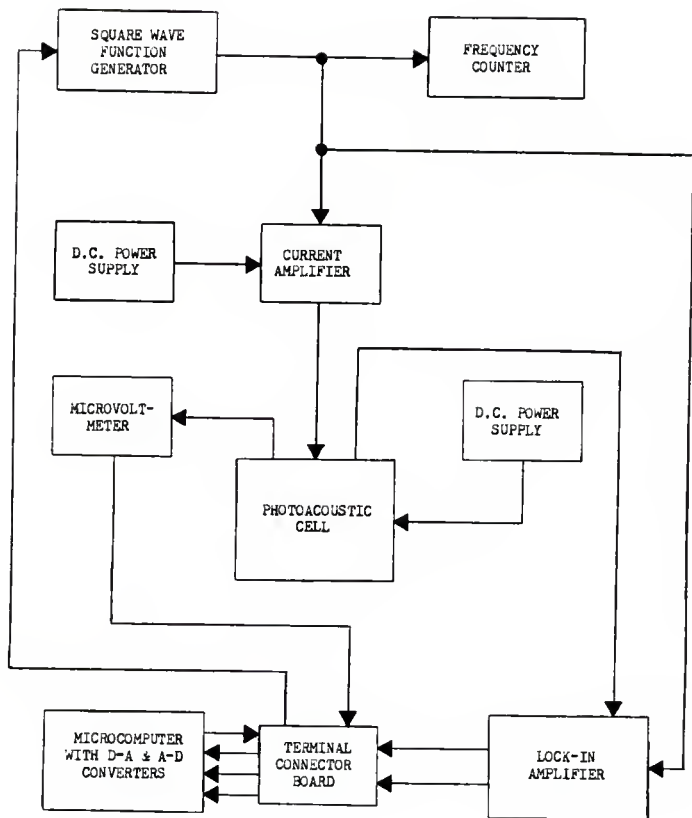 SQUARE WAVE
FUNCTION
GENERATOR
FREQUENCY
COUNTER
D.C. POWER
SUPPLY
CURRENT
AMPLIFIER
MICROVOLT-
METER
D.C. POWER
SUPPLY
PHOTOACOUSTIC
CELL
MICROCOMPUTER
WITH D-A & A-D
CONVERTERS
TERMINAL
CONNECTOR
BOARD
LOCK-IN
AMPLIFIER